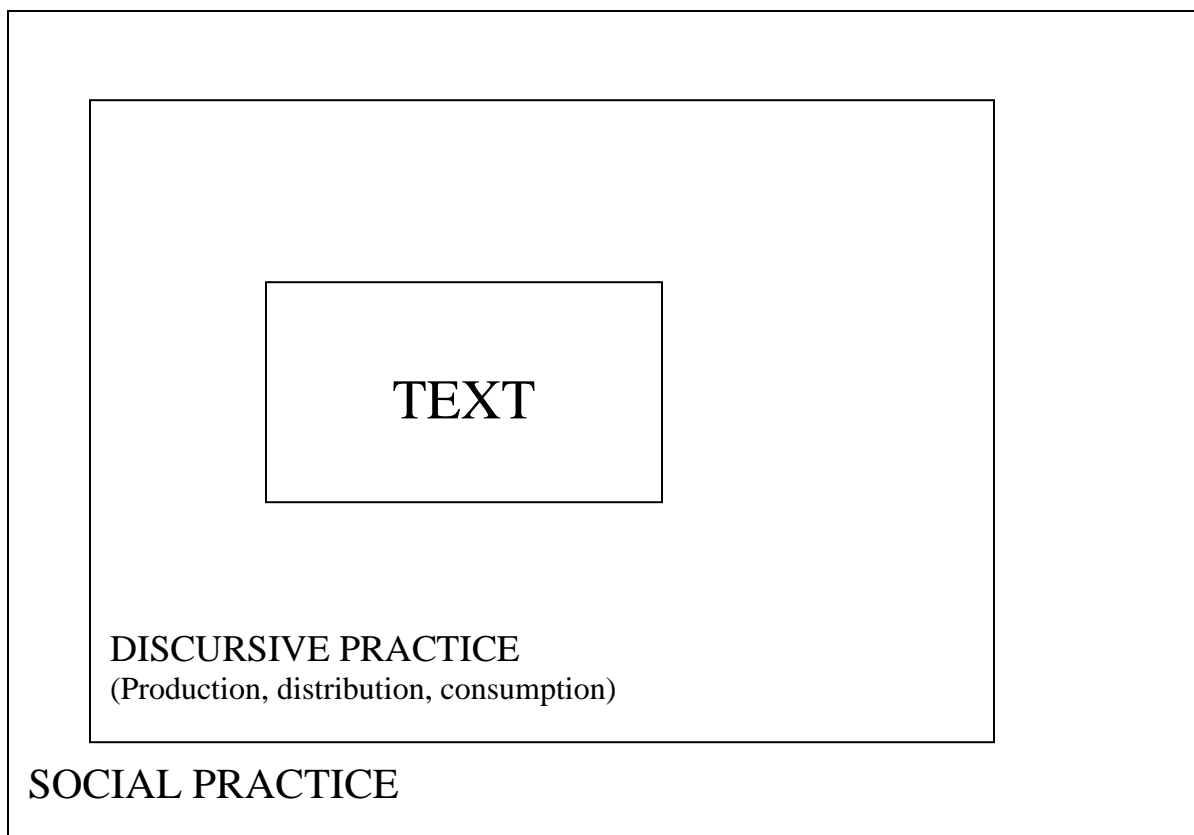 TEXT
DISCURSIVE PRACTICE
(Production, distribution, consumption)
SOCIAL PRACTICE